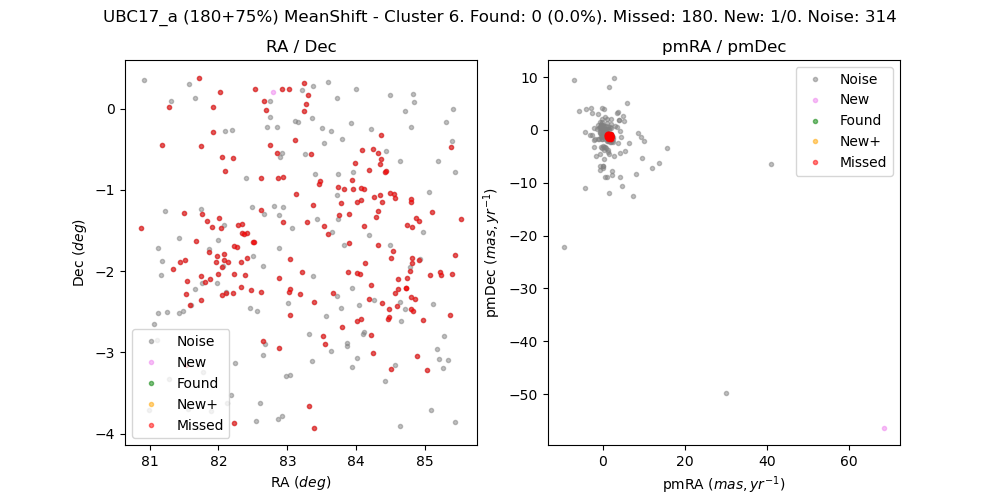 UBC17_a (180+75%) MeanShift - Cluster 6. Found: 0 (0.0%). Missed: 180. New: 1/0. Noise: 314
RA / Dec
pmRA / pmDec
Dec (deg)
0
−1
−2
−3
−4
Noise
New
Found
New+
Missed
81
82
83
84
85
RA (deg)
pmDec (mas, yr⁻¹)
10
0
−10
−20
−30
−40
−50
Noise
New
Found
New+
Missed
0
20
40
60
pmRA (mas, yr⁻¹)